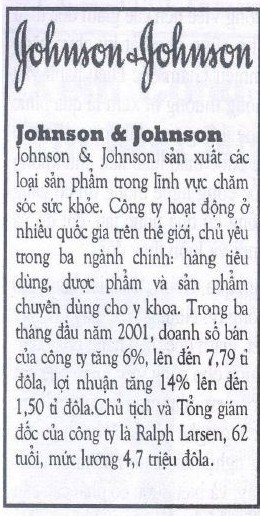 Johnson & Johnson
Johnson & Johnson
Johnson & Johnson sản xuất các
loại sản phẩm trong lĩnh vực chăm
sóc sức khỏe. Công ty hoạt động ở
nhiều quốc gia trên thế giới, chủ yếu
trong ba ngành chính: hàng tiêu
dùng, dược phẩm và sản phẩm
chuyên dùng cho y khoa. Trong ba
tháng đầu năm 2001, doanh số bán
của công ty tăng 6%, lên đến 7,79 tỉ
đôla, lợi nhuận tăng 14% lên đến
1,50 tỉ đôla.Chủ tịch và Tổng giám
đốc của công ty là Ralph Larsen, 62
tuổi, mức lương 4,7 triệu đôla.